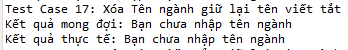 Test Case 17: Xóa Tên ngành giữ lại tên viết tắt
Kết quả mong đợi: Bạn chưa nhập tên ngành
Kết quả thực tế: Bạn chưa nhập tên ngành